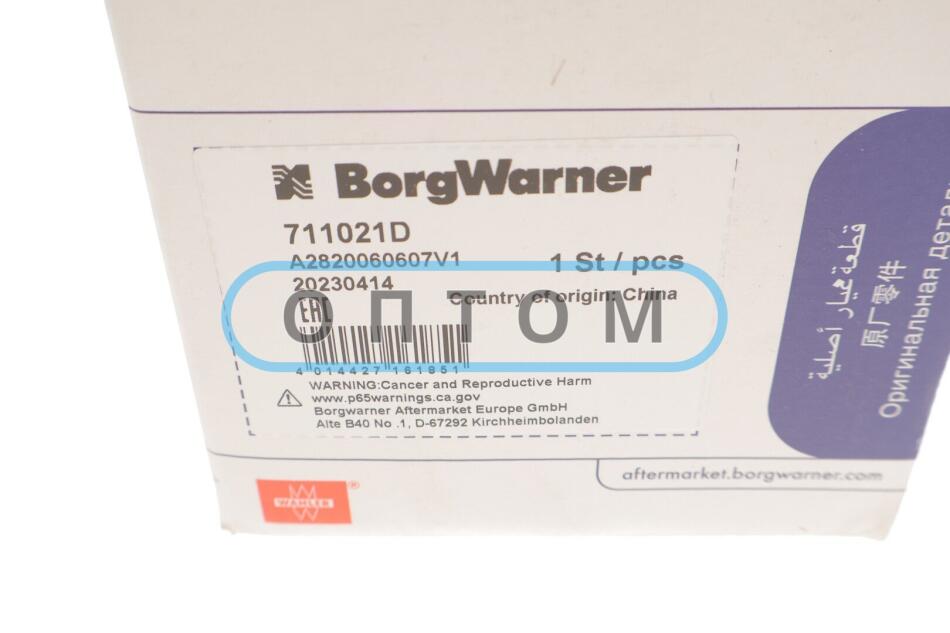 BorgWarner
711021D
A2820060607V1
1 St / pcs
20230414
Country of origin: China
EAC
ОПТОМ
4 014427 161851
WARNING:Cancer and Reproductive Harm
www.p65warnings.ca.gov
Borgwarner Aftermarket Europe GmbH
Alte B40 No .1, D-67292 Kirchheimbolanden
قطعة غيار أصلية
原厂零件
Оригинальная
aftermarket.borgwarner.com
WAHLER
®